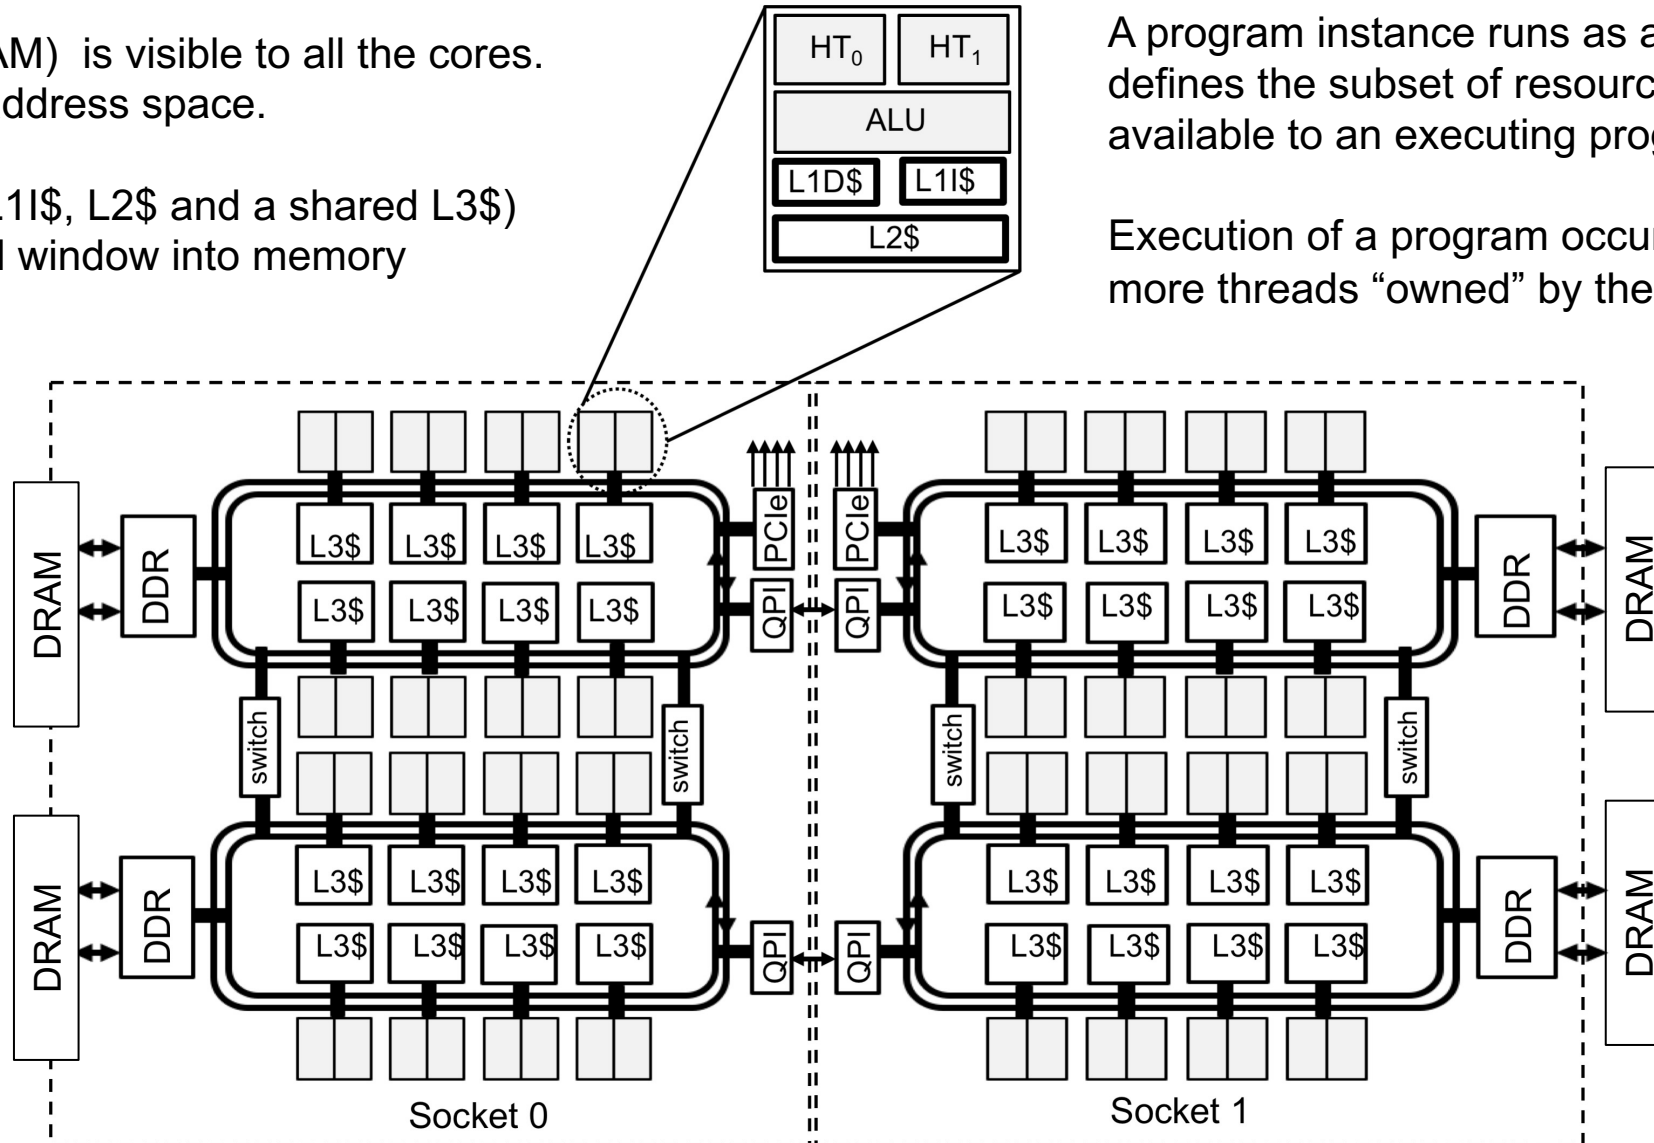 AM)  is visible to all the cores.
ddress space.
L1I$, L2$ and a shared L3$)
window into memory
HT0 HT1
ALU
L1D$ L1I$
L2$
A program instance runs as a
defines the subset of resourc
available to an executing prog
Execution of a program occur
more threads “owned” by the
DRAM DDR L3$ L3$ L3$ L3$ PCIe PCIe L3$ L3$ L3$ L3$ DDR DRAM
L3$ L3$ L3$ L3$ QPI QPI L3$ L3$ L3$ L3$
switch switch switch switch
DRAM DDR L3$ L3$ L3$ L3$ L3$ L3$ L3$ L3$ DDR DRAM
L3$ L3$ L3$ L3$ QPI QPI L3$ L3$ L3$ L3$
Socket 0 Socket 1